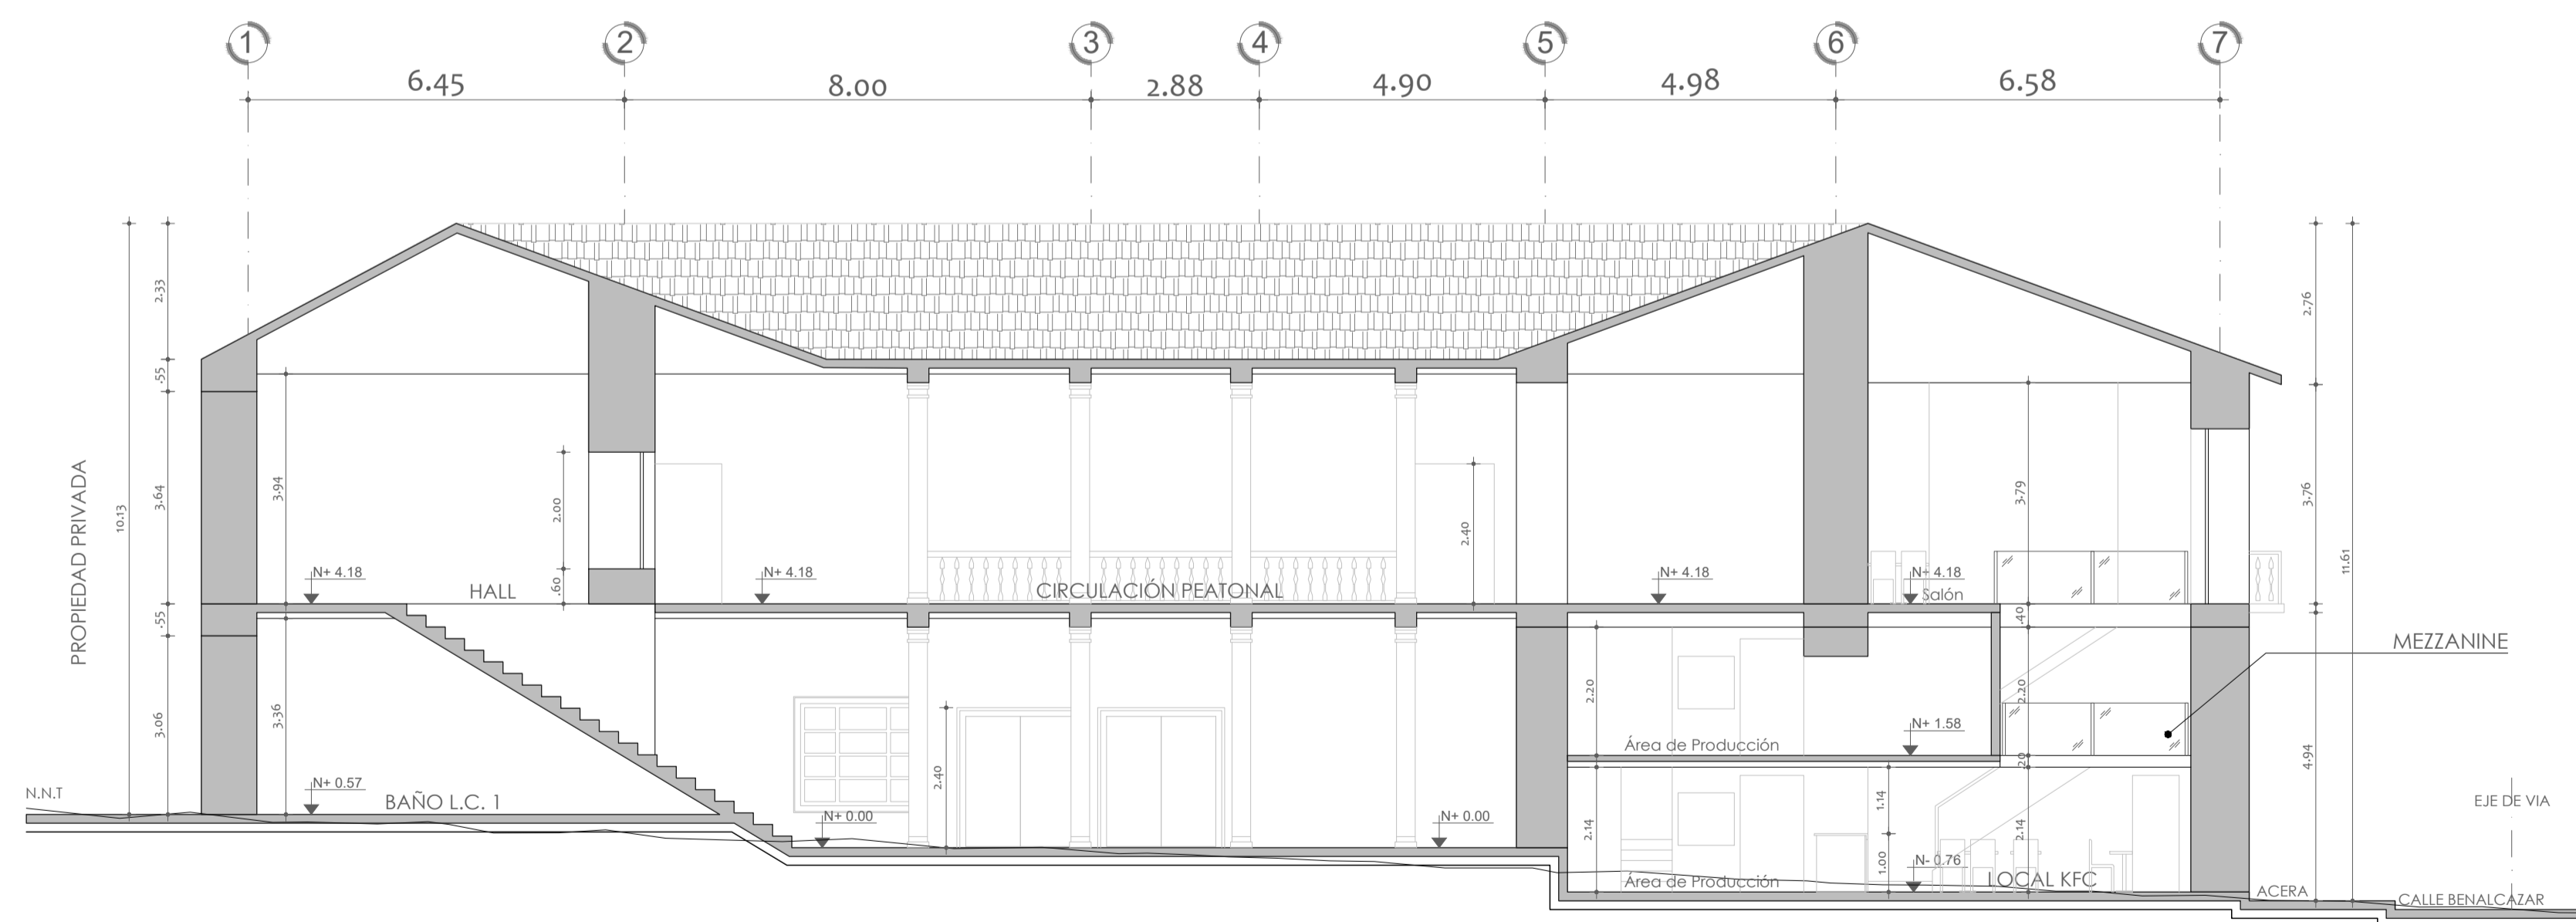 1 2 3 4 5 6 7
6.45 8.00 2.88 4.90 4.98 6.58
PROPIEDAD PRIVADA
10.13
2.33
.55
3.64
.55
3.06
3.94
3.36
2.00
.60
2.40
3.79
2.76
3.76
11.61
4.94
N+ 4.18
HALL
N+ 4.18
CIRCULACIÓN PEATONAL
N+ 4.18
N+ 4.18
Salón
.40
MEZZANINE
2.20
2.20
N+ 1.58
Área de Producción
.20
2.40
N.N.T
N+ 0.57
BAÑO L.C. 1
N+ 0.00
N+ 0.00
2.14
1.14
1.00
2.14
N- 0.76
Área de Producción
LOCAL KFC
EJE DE VIA
ACERA
CALLE BENALCAZAR